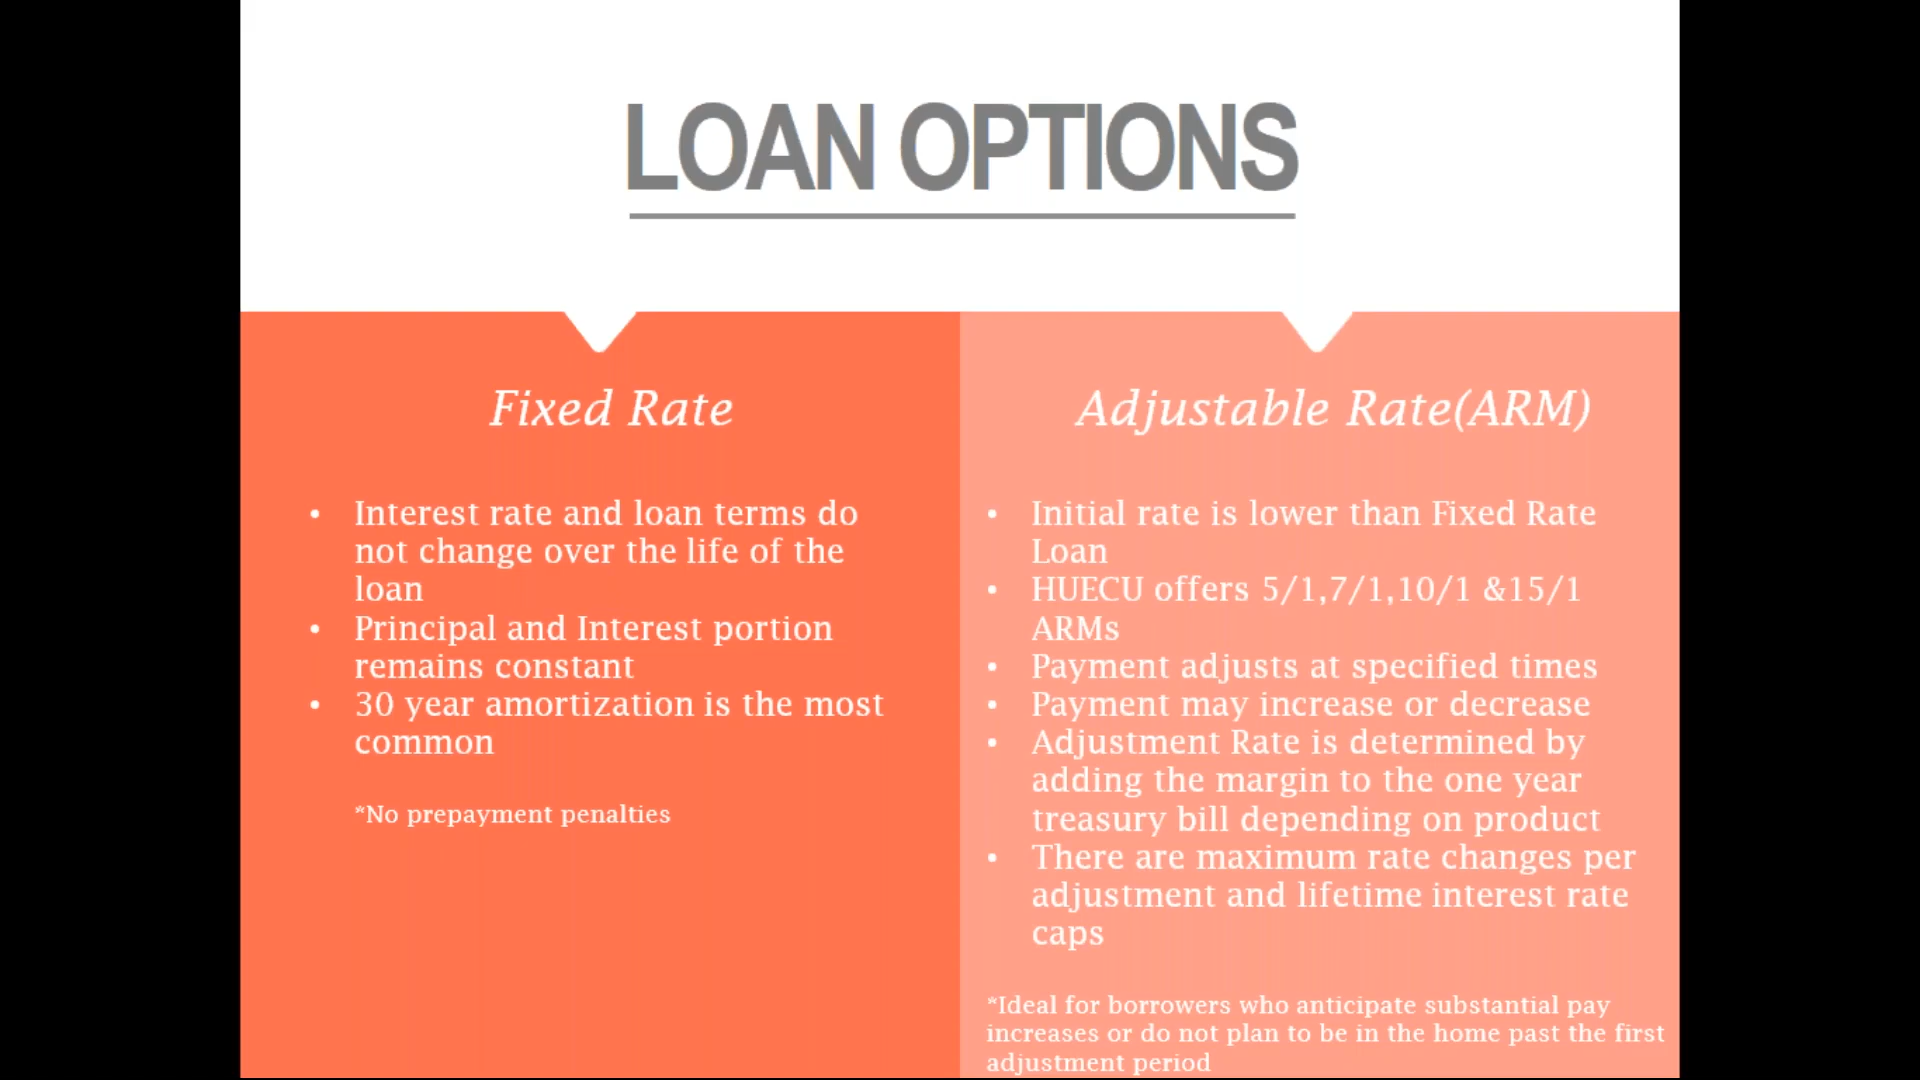 LOAN OPTIONS
Fixed Rate
• Interest rate and loan terms do
not change over the life of the
loan
• Principal and Interest portion
remains constant
• 30 year amortization is the most
common
*No prepayment penalties
Adjustable Rate(ARM)
• Initial rate is lower than Fixed Rate
Loan
• HUECU offers 5/1,7/1,10/1 &15/1
ARMs
• Payment adjusts at specified times
• Payment may increase or decrease
• Adjustment Rate is determined by
adding the margin to the one year
treasury bill depending on product
• There are maximum rate changes per
adjustment and lifetime interest rate
caps
*Ideal for borrowers who anticipate substantial pay
increases or do not plan to be in the home past the first
adjustment period